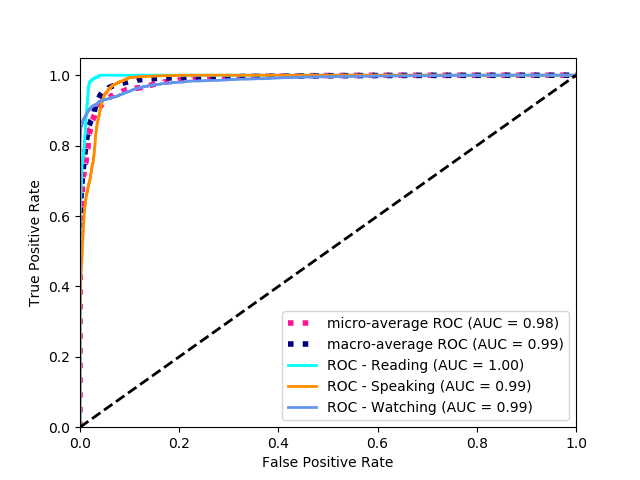 1.0
0.8
0.6
0.4
0.2
0.0
True Positive Rate
0.0 0.2 0.4 0.6 0.8 1.0
False Positive Rate
micro-average ROC (AUC = 0.98)
macro-average ROC (AUC = 0.99)
ROC - Reading (AUC = 1.00)
ROC - Speaking (AUC = 0.99)
ROC - Watching (AUC = 0.99)